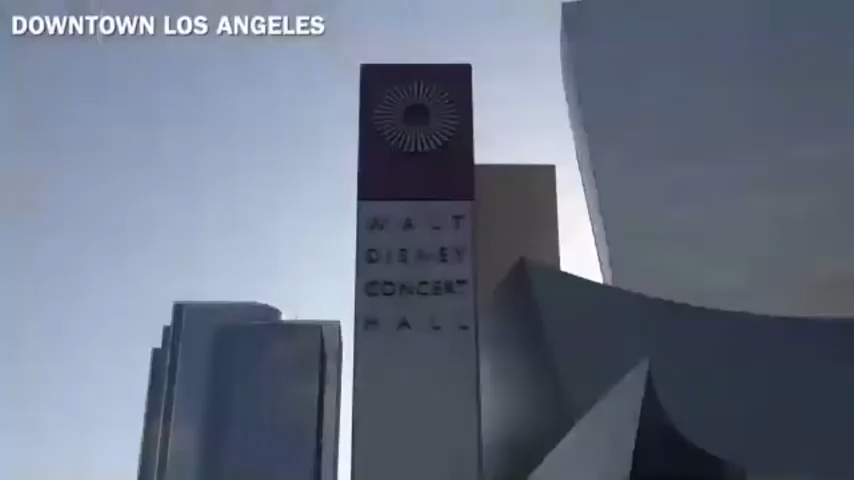 DOWNTOWN LOS ANGELES
WALT
DISNEY
CONCERT
HALL